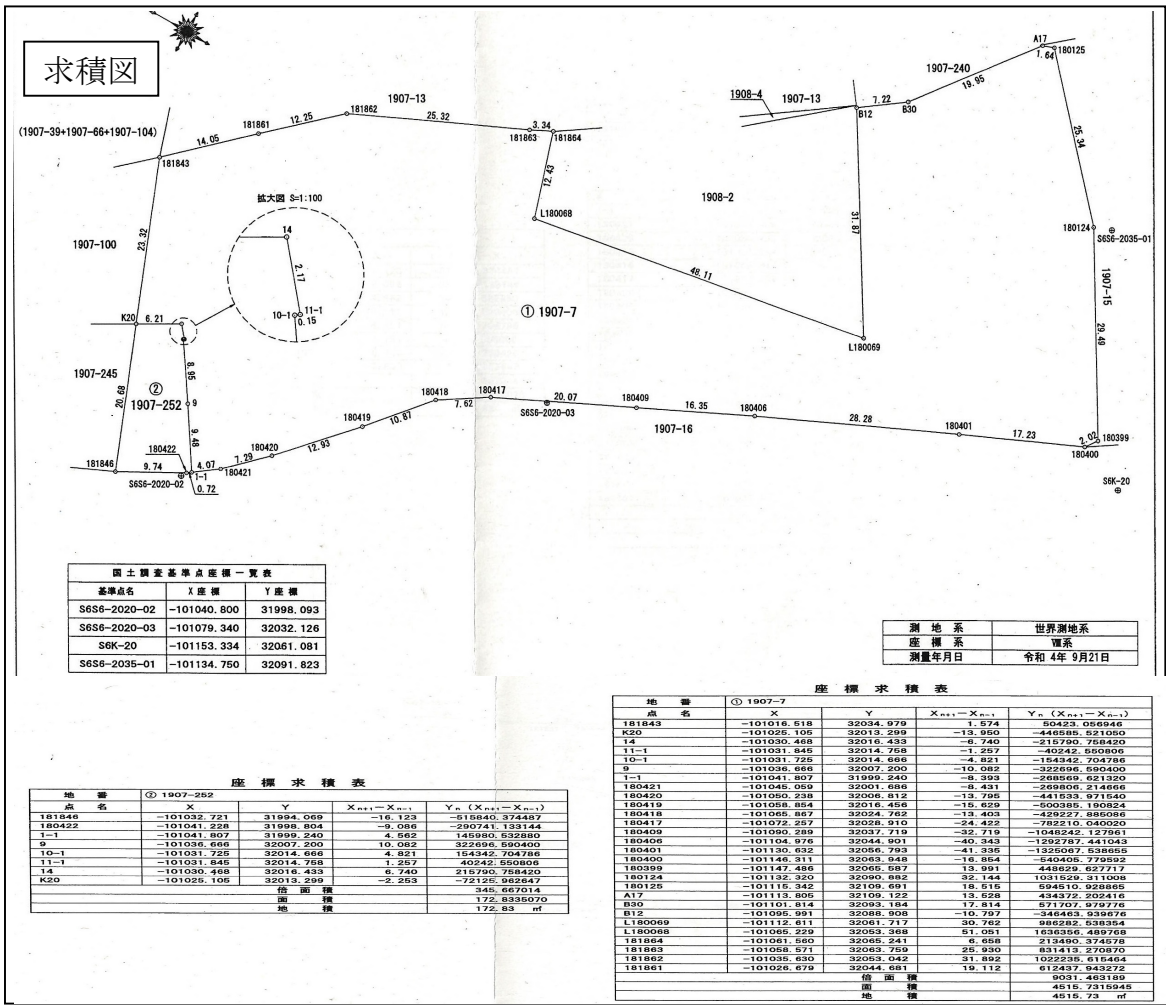 求積図
(1907-39+1907-66+1907-104)
1907-13
181843
14.05
181861
12.25
181862
25.32
3.34
181863
181864
12.43
L180068
48.11
L180069
31.87
1908-2
1908-4
1907-13
B12
7.22
B30
1907-240
19.95
A17
1.64
180125
25.34
180124
S6S6-2035-01
1907-15
29.49
拡大図 S=1:100
14
2.17
10-1
11-1
0.15
1907-100
23.32
K20
6.21
8.95
9
9.48
1907-245
20.68
②
1907-252
① 1907-7
181846
9.74
180422
S6S6-2020-02
1-1
0.72
4.07
180421
7.29
180420
12.93
180419
10.87
180418
7.62
180417
S6S6-2020-03
20.07
180409
16.35
1907-16
180406
28.28
180401
17.23
2.02
180399
180400
S6K-20
国土調査基準点座標一覧表
基準点名 X座標 Y座標
S6S6-2020-02 -101040.800 31998.093
S6S6-2020-03 -101079.340 32032.126
S6K-20 -101153.334 32061.081
S6S6-2035-01 -101134.750 32091.823
測地系 世界測地系
座標系 Ⅷ系
測量年月日 令和 4年 9月21日
座標求積表
地番 ② 1907-252
点名 X Y Xn+1-Xn-1 Yn (Xn+1-Xn-1)
181846 -101032.721 31994.069 -16.123 -515840.374487
180422 -101041.228 31998.804 -9.086 -290741.133144
1-1 -101041.807 31999.240 4.562 145980.532880
9 -101036.666 32007.200 10.082 322696.590400
10-1 -101031.725 32014.666 4.821 154342.704786
11-1 -101031.845 32014.758 1.257 40242.550806
14 -101030.468 32016.433 6.740 215790.758420
K20 -101025.105 32013.299 -2.253 -72125.962647
倍面積 345.667014
面積 172.8335070
地積 172.83 ㎡
座標求積表
地番 ① 1907-7
点名 X Y Xn+1-Xn-1 Yn (Xn+1-Xn-1)
181843 -101016.518 32034.979 1.574 50423.056946
K20 -101025.105 32013.299 -13.950 -446585.521050
14 -101030.468 32016.433 -6.740 -215790.758420
11-1 -101031.845 32014.758 -1.257 -40242.550806
10-1 -101031.725 32014.666 -4.821 -154342.704786
9 -101036.666 32007.200 -10.082 -322696.590400
1-1 -101041.807 31999.240 -8.393 -268569.621320
180421 -101045.059 32001.686 -8.431 -269806.214666
180420 -101050.238 32006.812 -13.795 -441533.971540
180419 -101058.854 32016.456 -15.629 -500385.190824
180418 -101065.867 32024.762 -13.403 -429227.885086
180417 -101072.257 32028.910 -24.422 -782210.040020
180409 -101090.289 32037.719 -32.719 -1048242.127961
180406 -101104.976 32044.901 -40.343 -1292787.441043
180401 -101130.632 32056.793 -41.335 -1325067.538655
180400 -101146.311 32063.948 -16.854 -540405.779592
180399 -101147.486 32065.587 13.991 448629.627717
180124 -101132.320 32090.882 32.144 1031529.311008
180125 -101115.342 32109.691 18.515 594510.928865
A17 -101113.805 32109.122 13.528 434372.202416
B30 -101101.814 32093.184 17.814 571707.979776
B12 -101095.991 32088.908 -10.797 -346463.939676
L180069 -101112.611 32061.717 30.762 986282.538354
L180068 -101065.229 32053.368 51.051 1636356.489768
181864 -101061.560 32065.241 6.658 213490.374578
181863 -101058.571 32063.759 25.930 831413.270870
181862 -101035.630 32053.042 31.892 1022235.615464
181861 -101026.679 32044.681 19.112 612437.943272
倍面積 9031.463189
面積 4515.7315945
地積 4515.73 ㎡